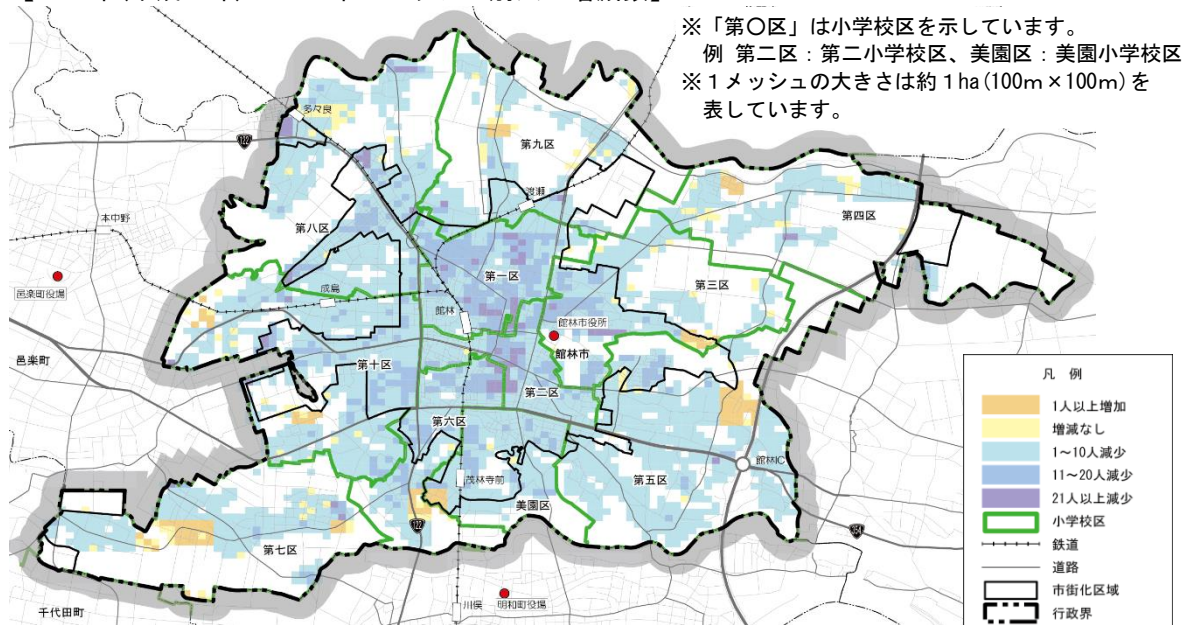 ※「第〇区」は小学校区を示しています。
例 第二区：第二小学校区、美園区：美園小学校区
※１メッシュの大きさは約１ha(100m×100m)を
表しています。
多々良
122
第九区
渡瀬
本中野
第八区
第四区
邑楽町役場
第一区
第三区
成島
館林
館林市役所
館林市
邑楽町
第十区
第二区
第六区
館林IC
茂林寺前
第五区
美園区
122
354
第七区
千代田町
川俣
明和町役場
凡 例
1人以上増加
増減なし
1～10人減少
11～20人減少
21人以上減少
小学校区
鉄道
道路
市街化区域
行政界